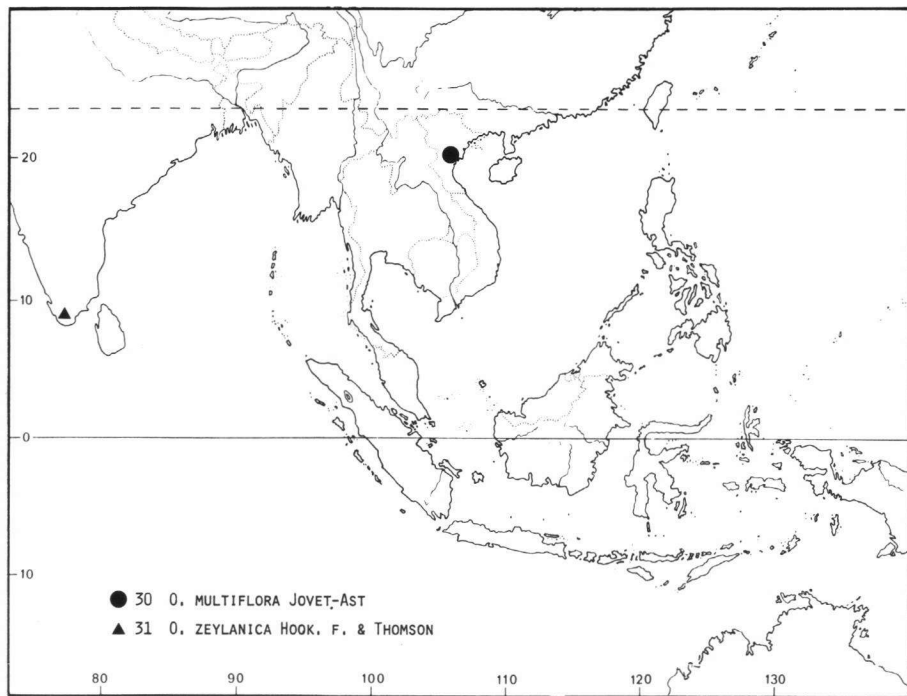 20
10
0
10
● 30 O. MULTIFLORA JOVET-AST
▲ 31 O. ZEYLANICA HOOK. F. & THOMSON
80 90 100 110 120 130